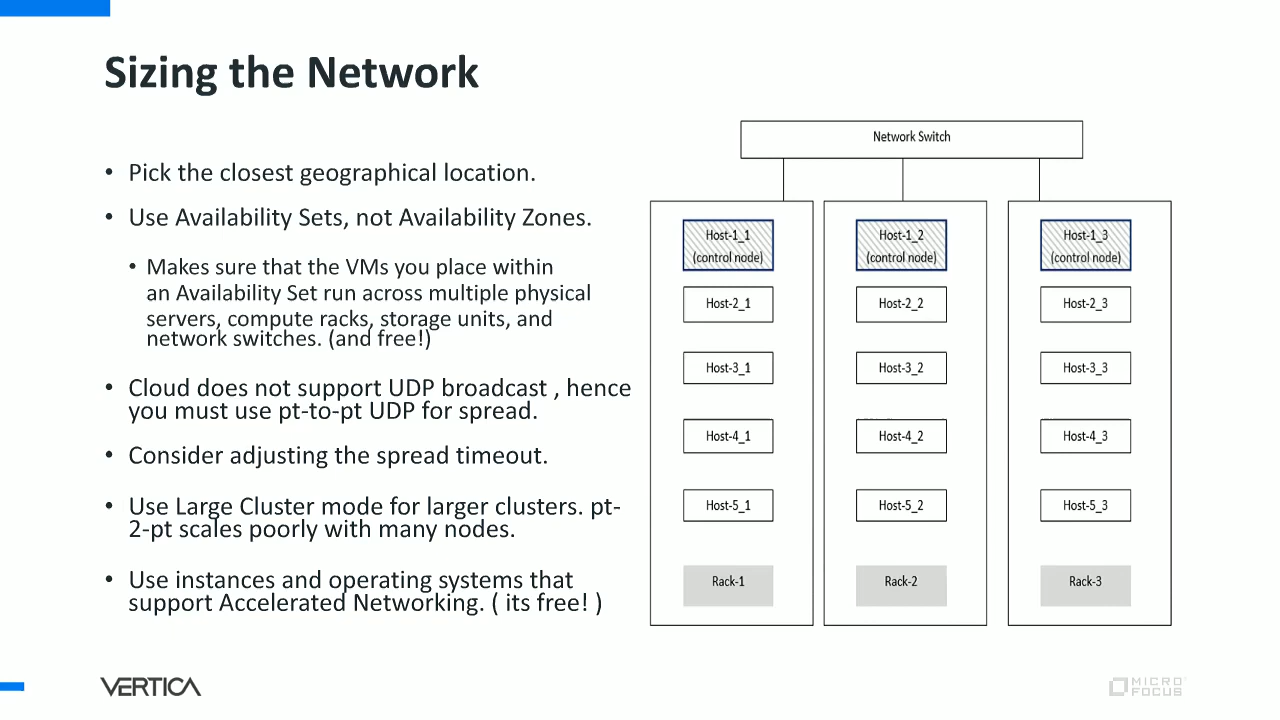 Sizing the Network
• Pick the closest geographical location.
• Use Availability Sets, not Availability Zones.
• Makes sure that the VMs you place within
an Availability Set run across multiple physical
servers, compute racks, storage units, and
network switches. (and free!)
• Cloud does not support UDP broadcast , hence
you must use pt-to-pt UDP for spread.
• Consider adjusting the spread timeout.
• Use Large Cluster mode for larger clusters. pt-
2-pt scales poorly with many nodes.
• Use instances and operating systems that
support Accelerated Networking. ( its free! )
Network Switch
Host-1_1
(control node)
Host-2_1
Host-3_1
Host-4_1
Host-5_1
Rack-1
Host-1_2
(control node)
Host-2_2
Host-3_2
Host-4_2
Host-5_2
Rack-2
Host-1_3
(control node)
Host-2_3
Host-3_3
Host-4_3
Host-5_3
Rack-3
VERTICA
MICRO
FOCUS